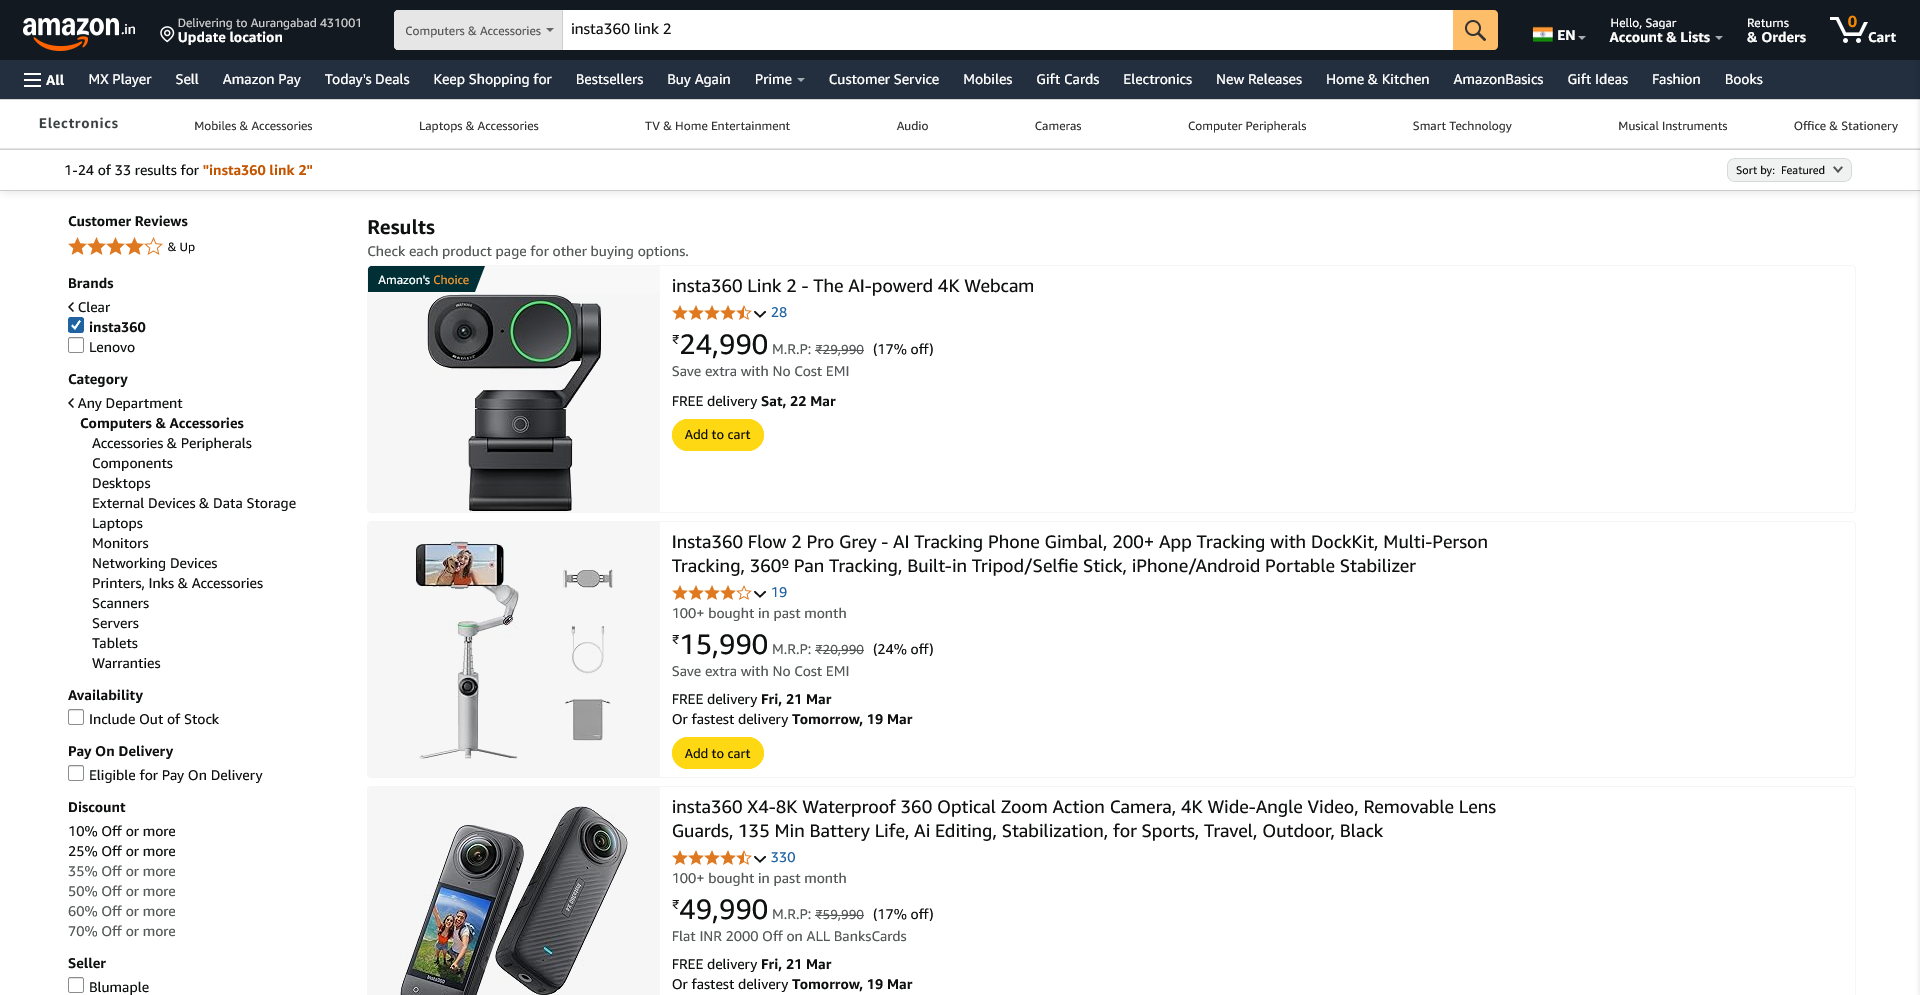 amazon.in
Delivering to Aurangabad 431001
Update location
Computers & Accessories
insta360 link 2
EN
Hello, Sagar
Account & Lists
Returns
& Orders
0
Cart
All
MX Player
Sell
Amazon Pay
Today's Deals
Keep Shopping for
Bestsellers
Buy Again
Prime
Customer Service
Mobiles
Gift Cards
Electronics
New Releases
Home & Kitchen
AmazonBasics
Gift Ideas
Fashion
Books
Electronics
Mobiles & Accessories
Laptops & Accessories
TV & Home Entertainment
Audio
Cameras
Computer Peripherals
Smart Technology
Musical Instruments
Office & Stationery
1-24 of 33 results for "insta360 link 2"
Sort by: Featured
Customer Reviews
& Up
Brands
Clear
insta360
Lenovo
Category
Any Department
Computers & Accessories
Accessories & Peripherals
Components
Desktops
External Devices & Data Storage
Laptops
Monitors
Networking Devices
Printers, Inks & Accessories
Scanners
Servers
Tablets
Warranties
Availability
Include Out of Stock
Pay On Delivery
Eligible for Pay On Delivery
Discount
10% Off or more
25% Off or more
35% Off or more
50% Off or more
60% Off or more
70% Off or more
Seller
Blumaple
Results
Check each product page for other buying options.
Amazon's Choice
insta360 Link 2 - The AI-powerd 4K Webcam
28
₹24,990 M.R.P: ₹29,990 (17% off)
Save extra with No Cost EMI
FREE delivery Sat, 22 Mar
Add to cart
Insta360 Flow 2 Pro Grey - AI Tracking Phone Gimbal, 200+ App Tracking with DockKit, Multi-Person
Tracking, 360º Pan Tracking, Built-in Tripod/Selfie Stick, iPhone/Android Portable Stabilizer
19
100+ bought in past month
₹15,990 M.R.P: ₹20,990 (24% off)
Save extra with No Cost EMI
FREE delivery Fri, 21 Mar
Or fastest delivery Tomorrow, 19 Mar
Add to cart
insta360 X4-8K Waterproof 360 Optical Zoom Action Camera, 4K Wide-Angle Video, Removable Lens
Guards, 135 Min Battery Life, Ai Editing, Stabilization, for Sports, Travel, Outdoor, Black
330
100+ bought in past month
₹49,990 M.R.P: ₹59,990 (17% off)
Flat INR 2000 Off on ALL BanksCards
FREE delivery Fri, 21 Mar
Or fastest delivery Tomorrow, 19 Mar
Insta360